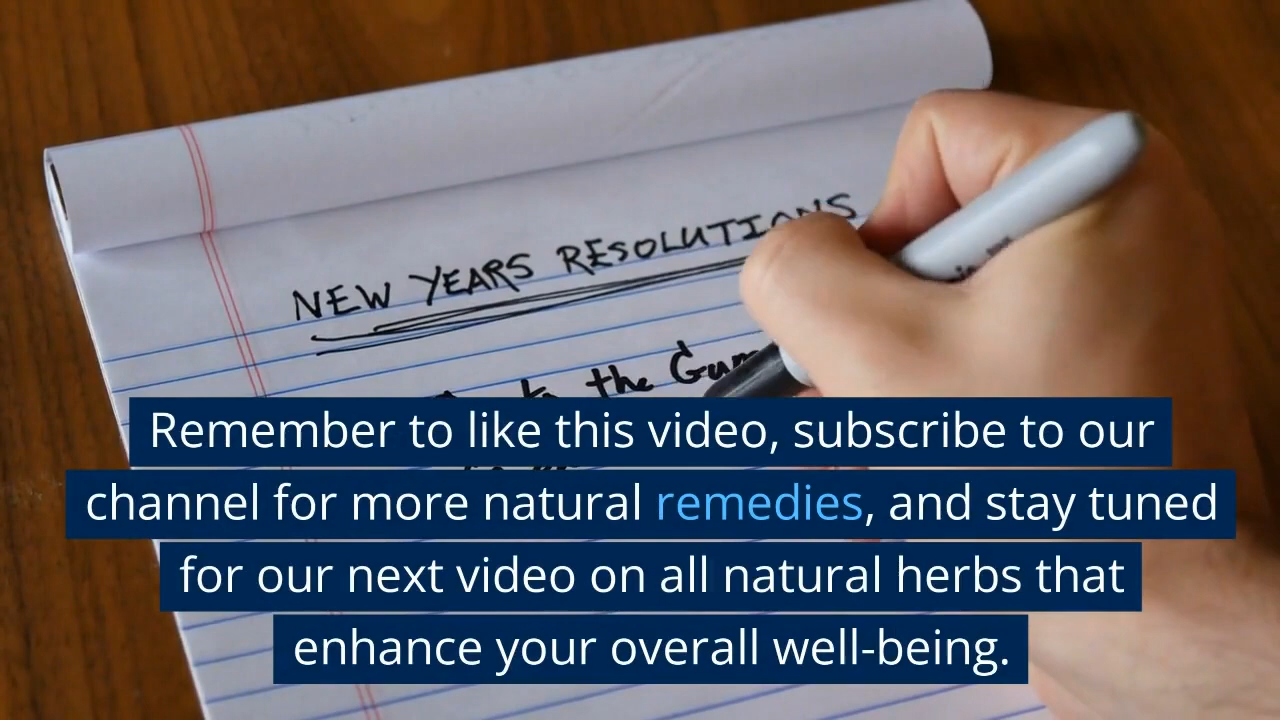 NEW YEARS RESOLUTIONS
the
Remember to like this video, subscribe to our
channel for more natural remedies, and stay tuned
for our next video on all natural herbs that
enhance your overall well-being.